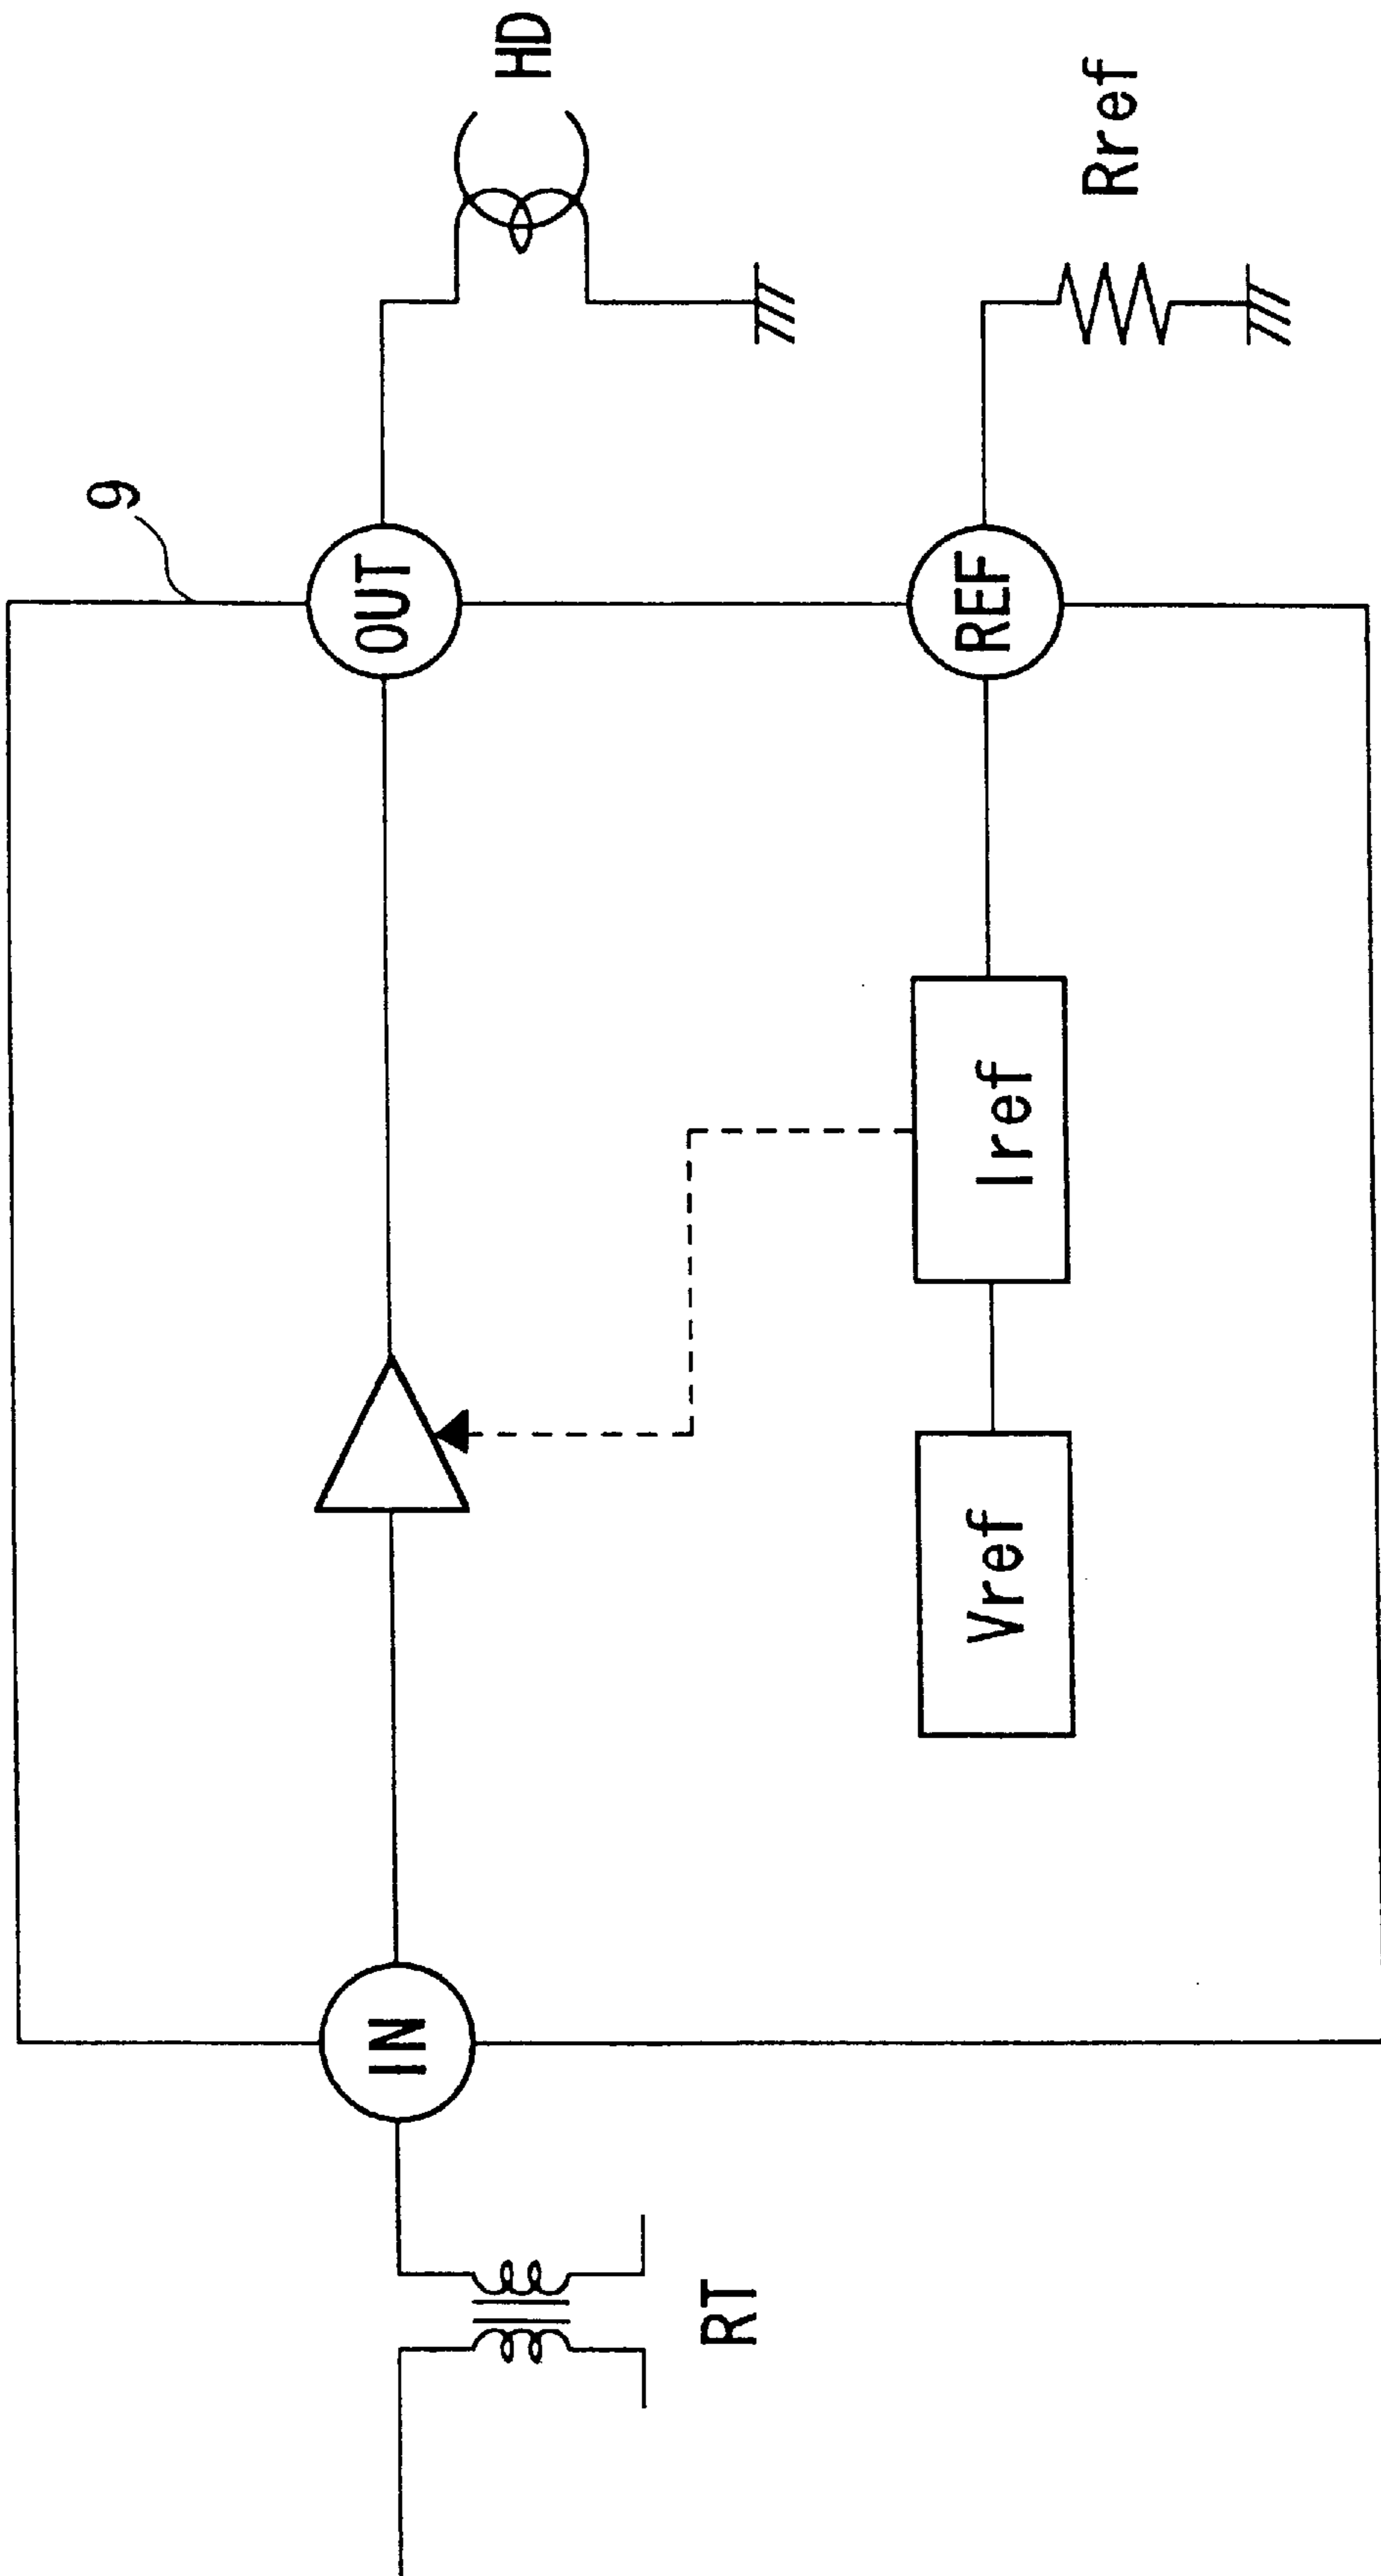 9
HD
OUT
IN
RT
Rref
REF
Iref
Vref